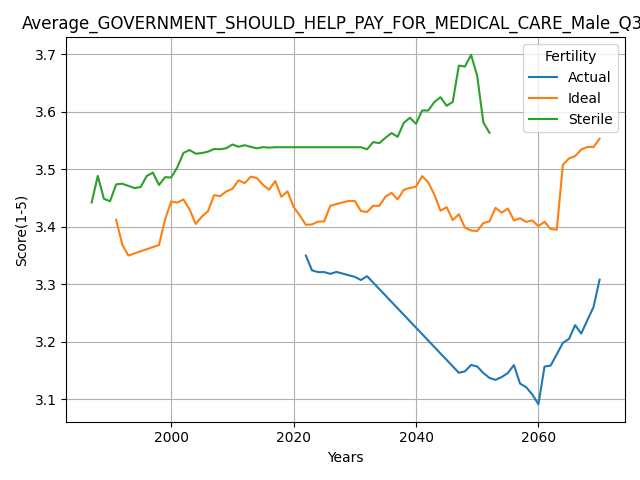 Average_GOVERNMENT_SHOULD_HELP_PAY_FOR_MEDICAL_CARE_Male_Q3
Fertility
Actual
Ideal
Sterile
3.7
3.6
3.5
3.4
3.3
3.2
3.1
Score(1-5)
2000 2020 2040 2060
Years